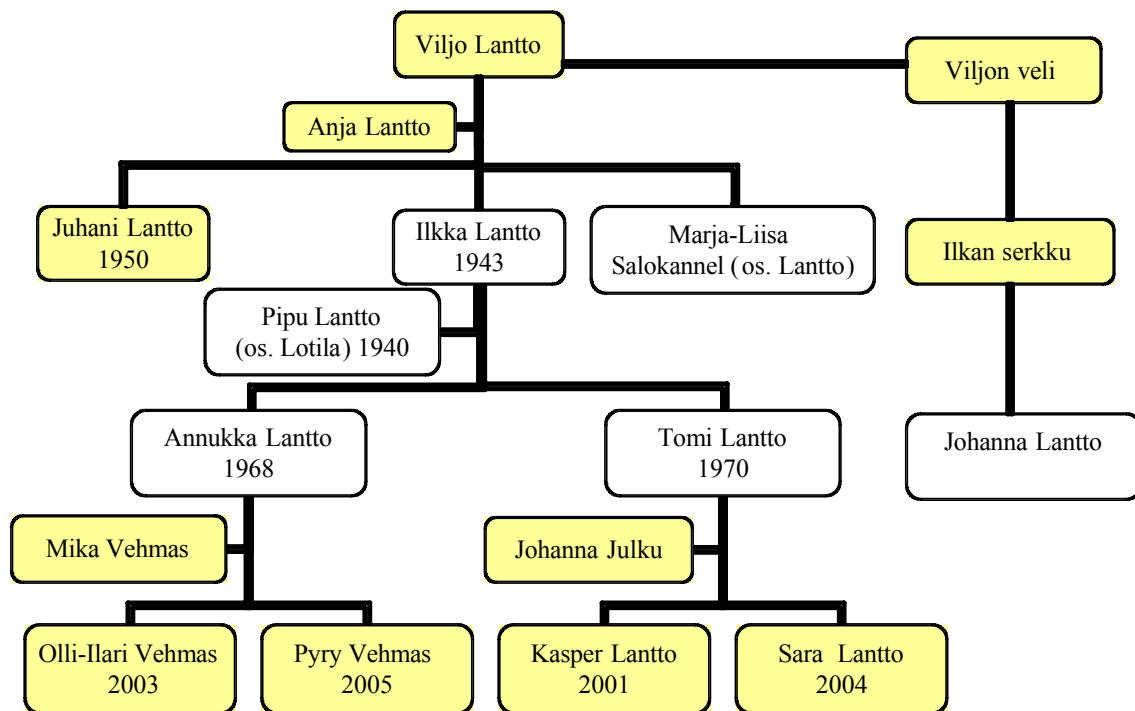 Viljo Lantto
Viljon veli
Anja Lantto
Juhani Lantto
1950
Ilkka Lantto
1943
Marja-Liisa
Salokannel (os. Lantto)
Ilkan serkku
Pipu Lantto
(os. Lotila) 1940
Annukka Lantto
1968
Tomi Lantto
1970
Johanna Lantto
Mika Vehmas
Johanna Julku
Olli-Ilari Vehmas
2003
Pyry Vehmas
2005
Kasper Lantto
2001
Sara Lantto
2004